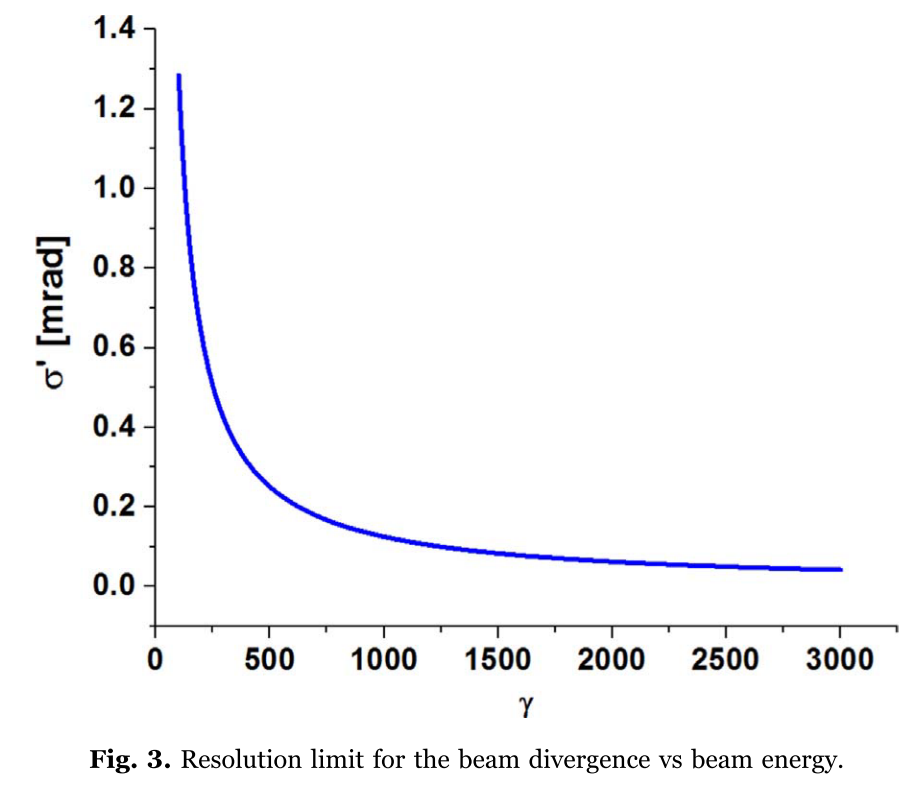 1.4
1.2
1.0
0.8
0.6
0.4
0.2
0.0
σ' [mrad]
0 500 1000 1500 2000 2500 3000
γ
Fig. 3. Resolution limit for the beam divergence vs beam energy.